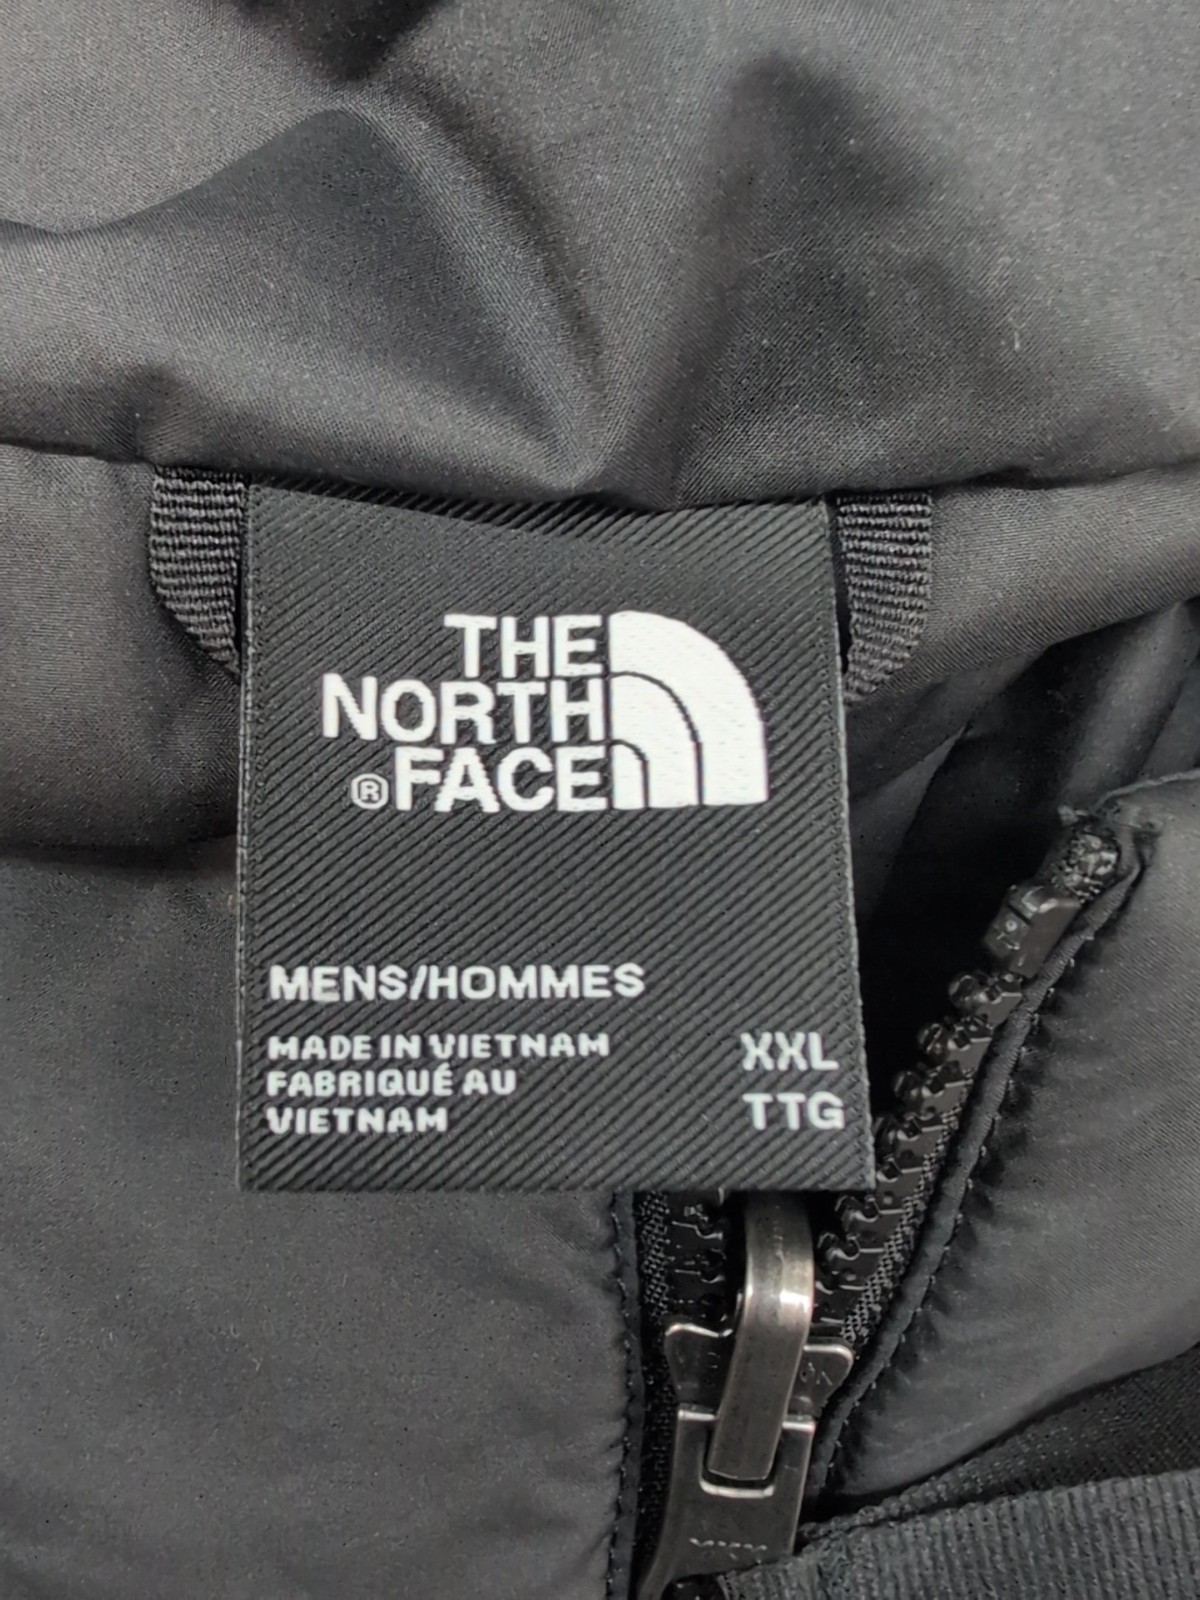 THE
NORTH
®FACE
MENS/HOMMES
MADE IN VIETNAM
FABRIQUÉ AU
VIETNAM
XXL
TTG